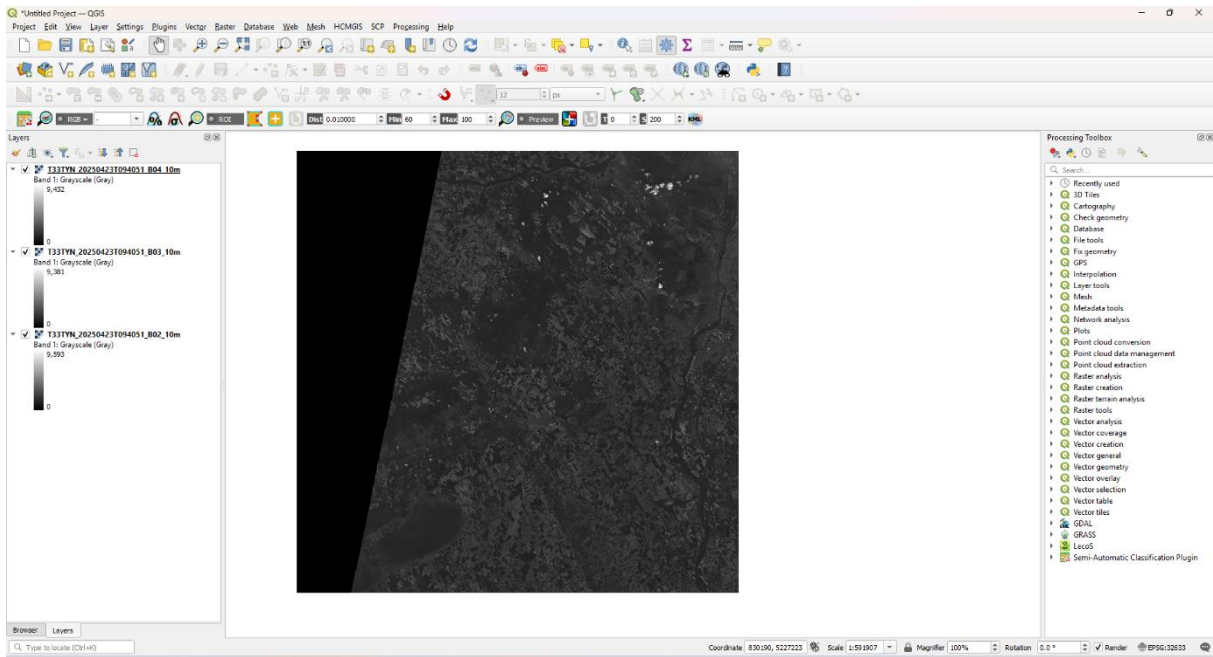 *Untitled Project — QGIS
Project Edit View Layer Settings Plugins Vector Raster Database Web Mesh HCMGIS SCP Processing Help
12 px
RGB = - ROI Dist 0.010000 Min 60 Max 100 Preview T 0 S 200 KML
Layers
T33TYN_20250423T094051_B04_10m
Band 1: Grayscale (Gray)
9,432
0
T33TYN_20250423T094051_B03_10m
Band 1: Grayscale (Gray)
9,381
0
T33TYN_20250423T094051_B02_10m
Band 1: Grayscale (Gray)
9,593
0
Browser Layers
Processing Toolbox
Search...
Recently used
3D Tiles
Cartography
Check geometry
Database
File tools
Fix geometry
GPS
Interpolation
Layer tools
Mesh
Metadata tools
Network analysis
Plots
Point cloud conversion
Point cloud data management
Point cloud extraction
Raster analysis
Raster creation
Raster terrain analysis
Raster tools
Vector analysis
Vector coverage
Vector creation
Vector general
Vector geometry
Vector overlay
Vector selection
Vector table
Vector tiles
GDAL
GRASS
LecoS
Semi-Automatic Classification Plugin
Type to locate (Ctrl+K) Coordinate 830190, 5227223 Scale 1:591907 Magnifier 100% Rotation 0.0 ° Render EPSG:32633